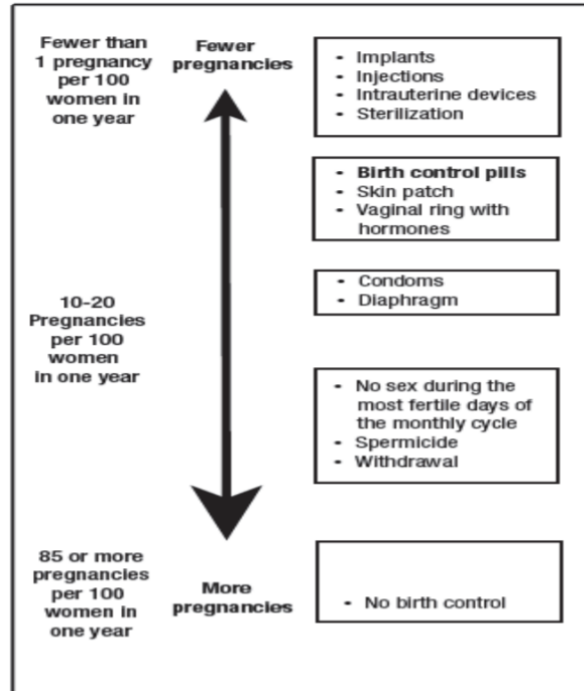 Fewer than
1 pregnancy
per 100
women in
one year
Fewer
pregnancies
• Implants
• Injections
• Intrauterine devices
• Sterilization
• Birth control pills
• Skin patch
• Vaginal ring with
hormones
10-20
Pregnancies
per 100
women
in one year
• Condoms
• Diaphragm
• No sex during the
most fertile days of
the monthly cycle
• Spermicide
• Withdrawal
85 or more
pregnancies
per 100
women in
one year
More
pregnancies
• No birth control